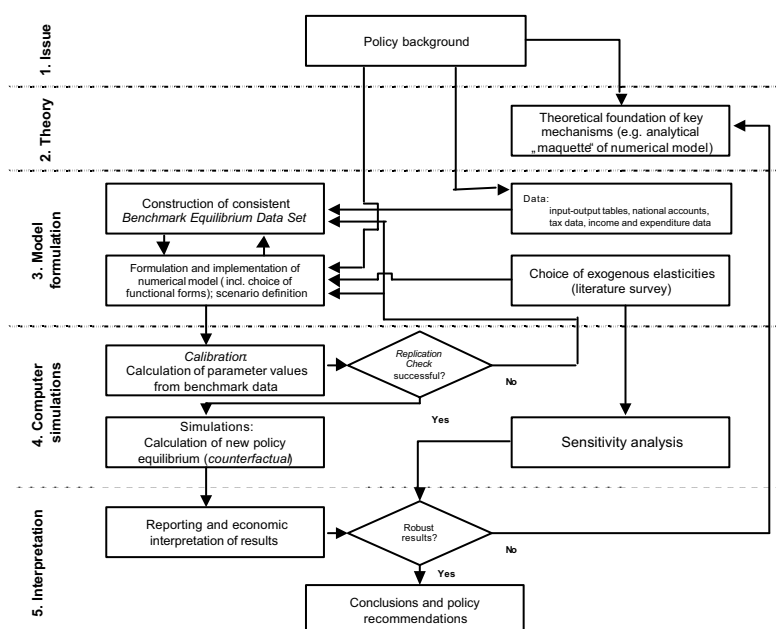 1. Issue
Policy background
2. Theory
Theoretical foundation of key
mechanisms (e.g. analytical
„maquette“ of numerical model)
3. Model
formulation
Construction of consistent
Benchmark Equilibrium Data Set
Data:
input-output tables, national accounts,
tax data, income and expenditure data
Formulation and implementation of
numerical model ( incl. choice of
functional forms); scenario definition
Choice of exogenous elasticities
(literature survey)
4. Computer
simulations
Calibration:
Calculation of parameter values
from benchmark data
Replication
Check
successful?
No
Yes
Simulations:
Calculation of new policy
equilibrium (counterfactual)
Sensitivity analysis
5. Interpretation
Reporting and economic
interpretation of results
Robust
results?
No
Yes
Conclusions and policy
recommendations